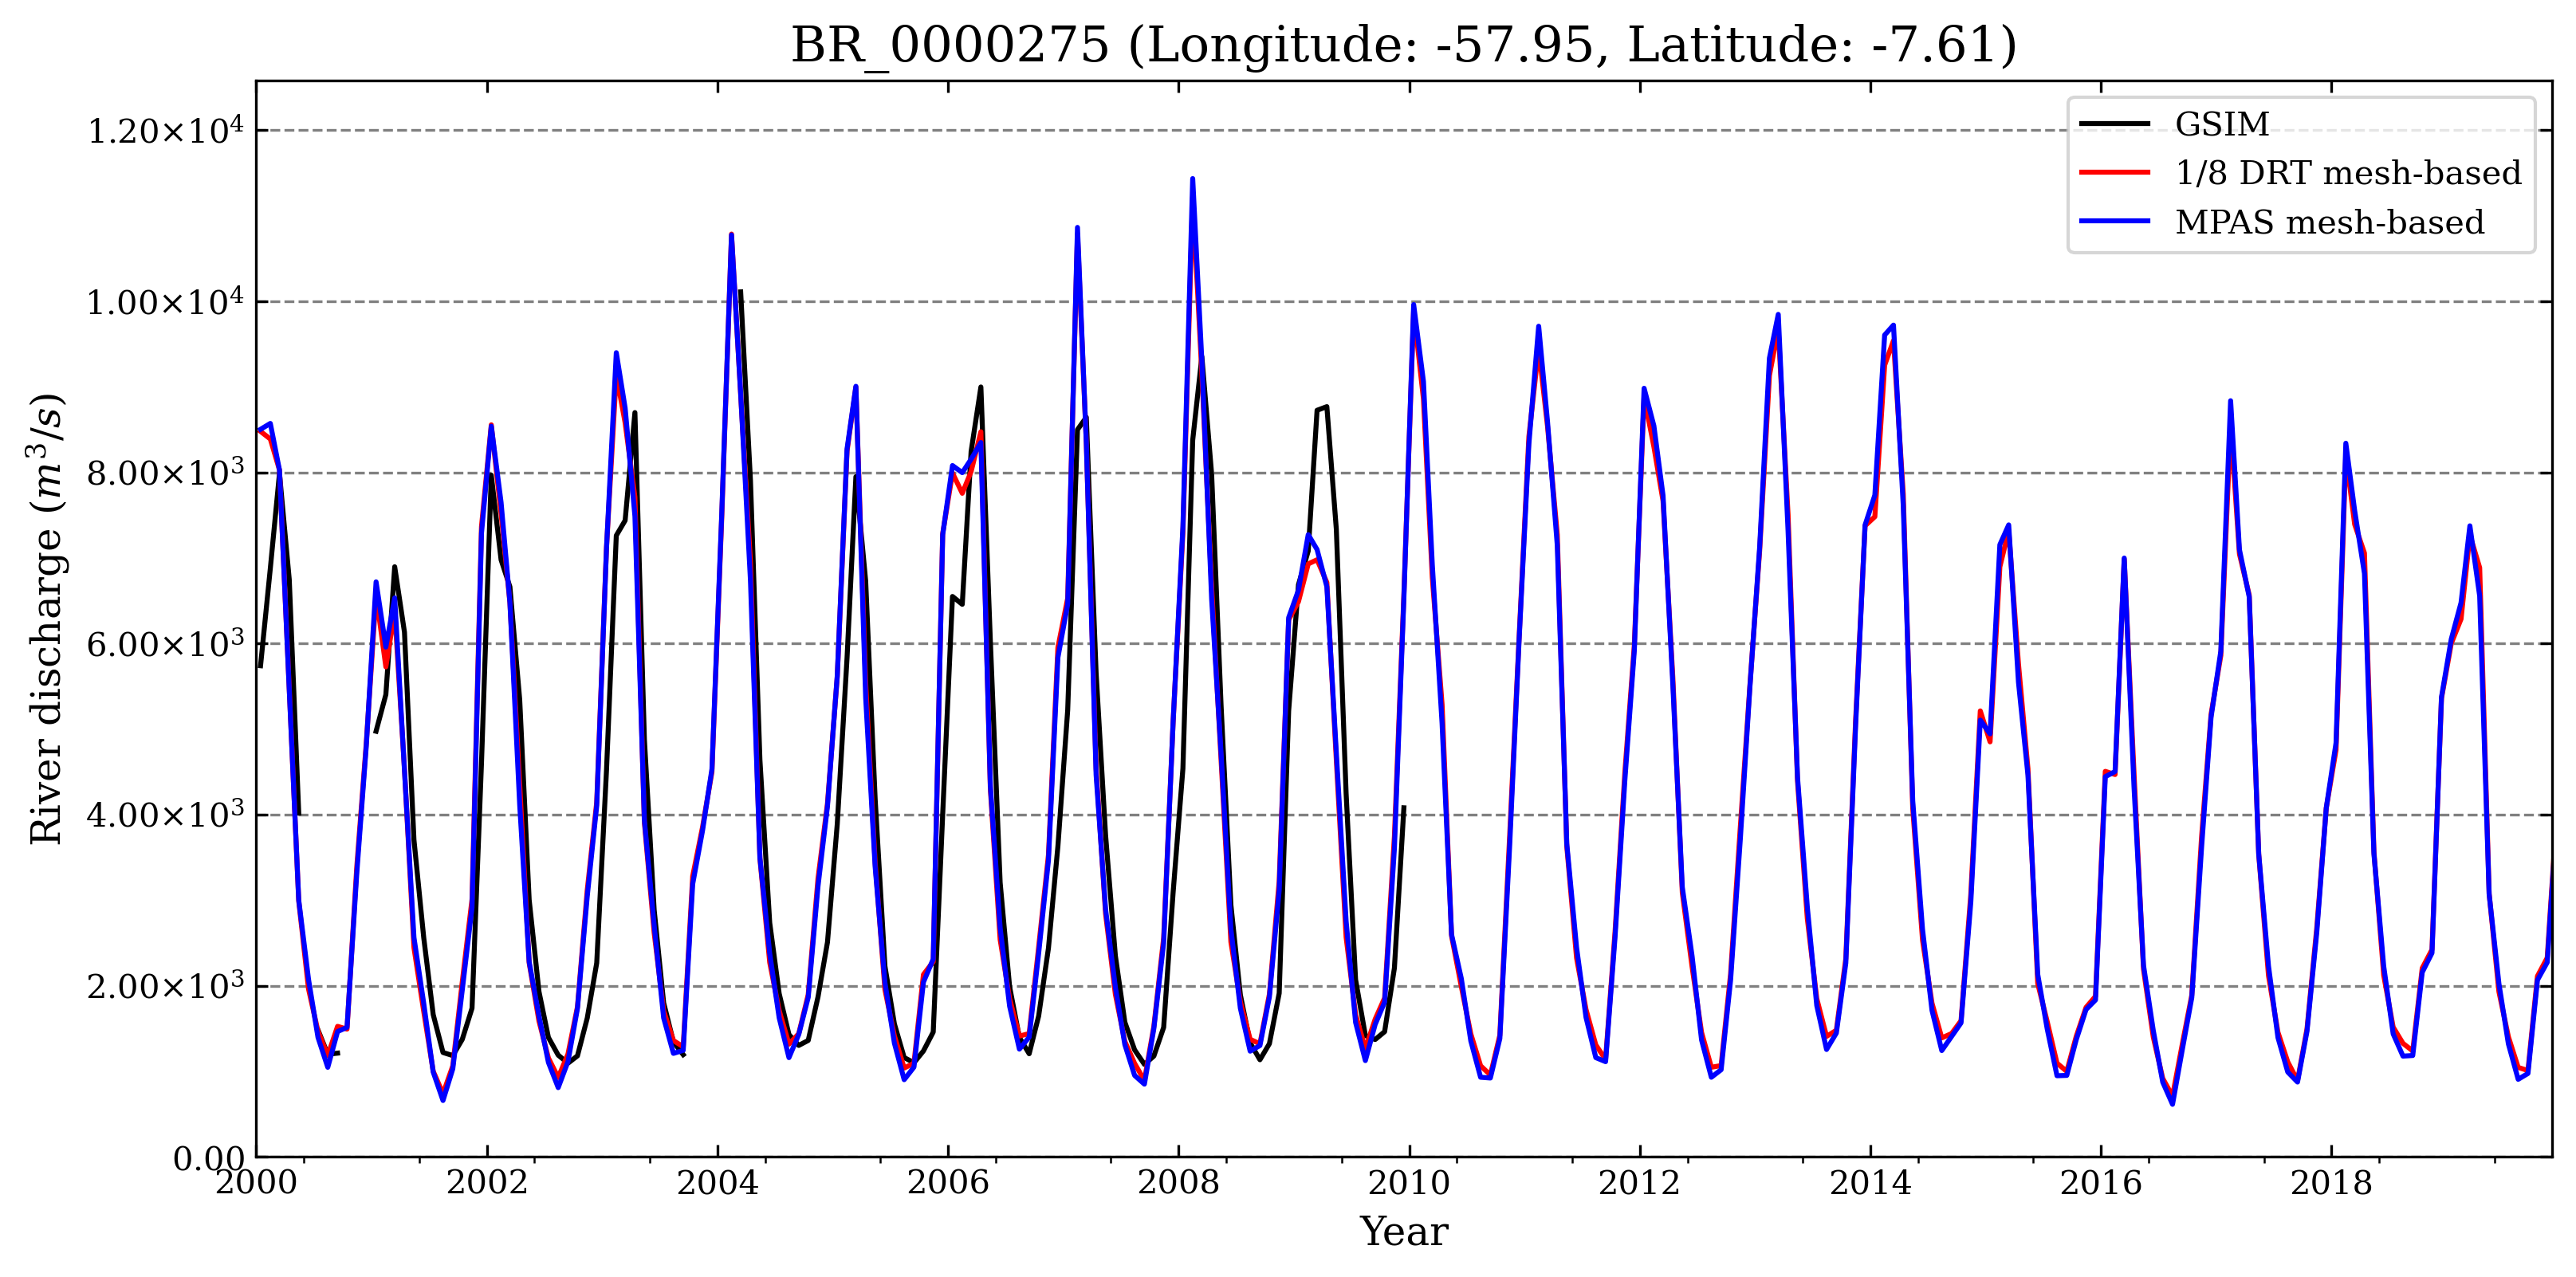 BR_0000275 (Longitude: -57.95, Latitude: -7.61)
GSIM
1/8 DRT mesh-based
MPAS mesh-based
River discharge (m³/s)
1.20×10⁴
1.00×10⁴
8.00×10³
6.00×10³
4.00×10³
2.00×10³
0.00
2000 2002 2004 2006 2008 2010 2012 2014 2016 2018
Year